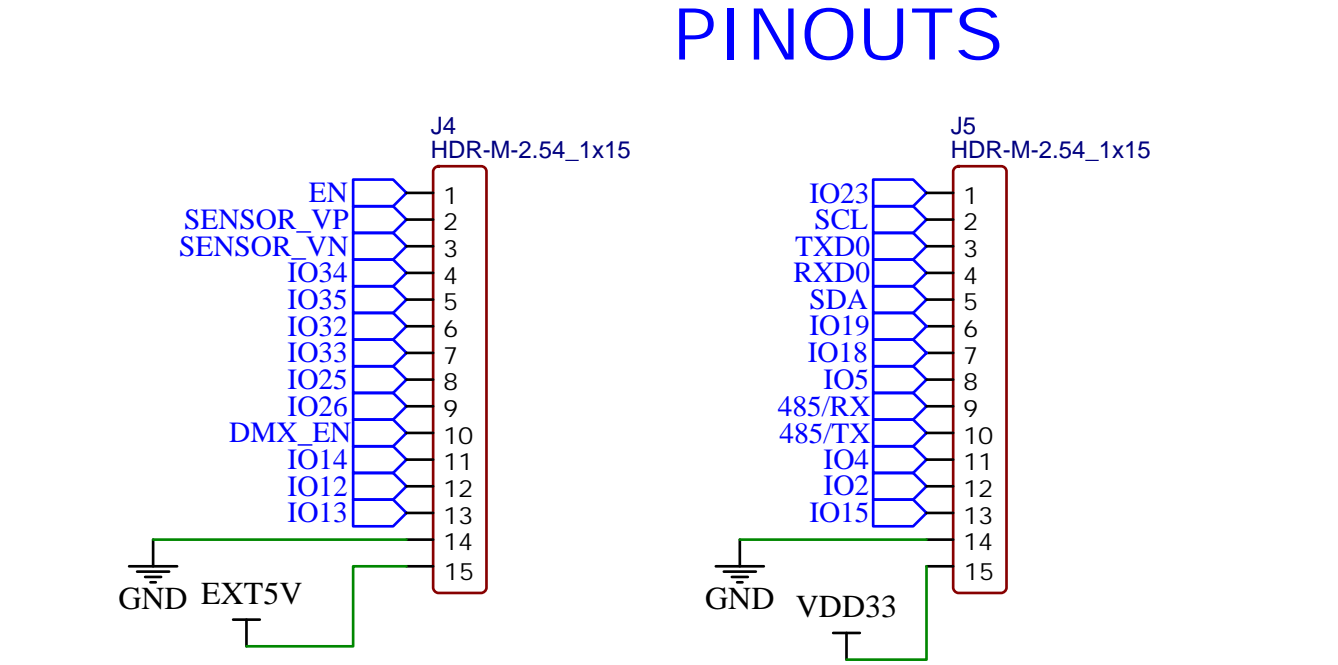 PINOUTS
J4
HDR-M-2.54_1x15
EN 1
SENSOR_VP 2
SENSOR_VN 3
IO34 4
IO35 5
IO32 6
IO33 7
IO25 8
IO26 9
DMX_EN 10
IO14 11
IO12 12
IO13 13
14
15
GND
EXT5V
J5
HDR-M-2.54_1x15
IO23 1
SCL 2
TXD0 3
RXD0 4
SDA 5
IO19 6
IO18 7
IO5 8
485/RX 9
485/TX 10
IO4 11
IO2 12
IO15 13
14
15
GND
VDD33